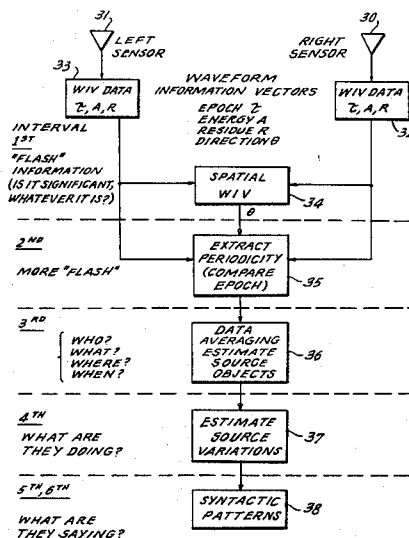 31
LEFT
SENSOR
30
RIGHT
SENSOR
33
WIV DATA
τ, A, R
WAVEFORM
INFORMATION
VECTORS
EPOCH τ
ENERGY A
RESIDUE R
DIRECTION θ
WIV DATA
τ, A, R
INTERVAL
1ST
"FLASH"
INFORMATION
(IS IT SIGNIFICANT,
WHATEVER IT IS?)
SPATIAL
WIV
34
θ
2ND
MORE "FLASH"
EXTRACT
PERIODICITY
(COMPARE
EPOCH)
35
3RD
WHO?
WHAT?
WHERE?
WHEN?
DATA
AVERAGING
ESTIMATE
SOURCE
OBJECTS
36
4TH
WHAT ARE
THEY DOING?
ESTIMATE
SOURCE
VARIATIONS
37
5TH, 6TH
WHAT ARE
THEY SAYING?
SYNTACTIC
PATTERNS
38